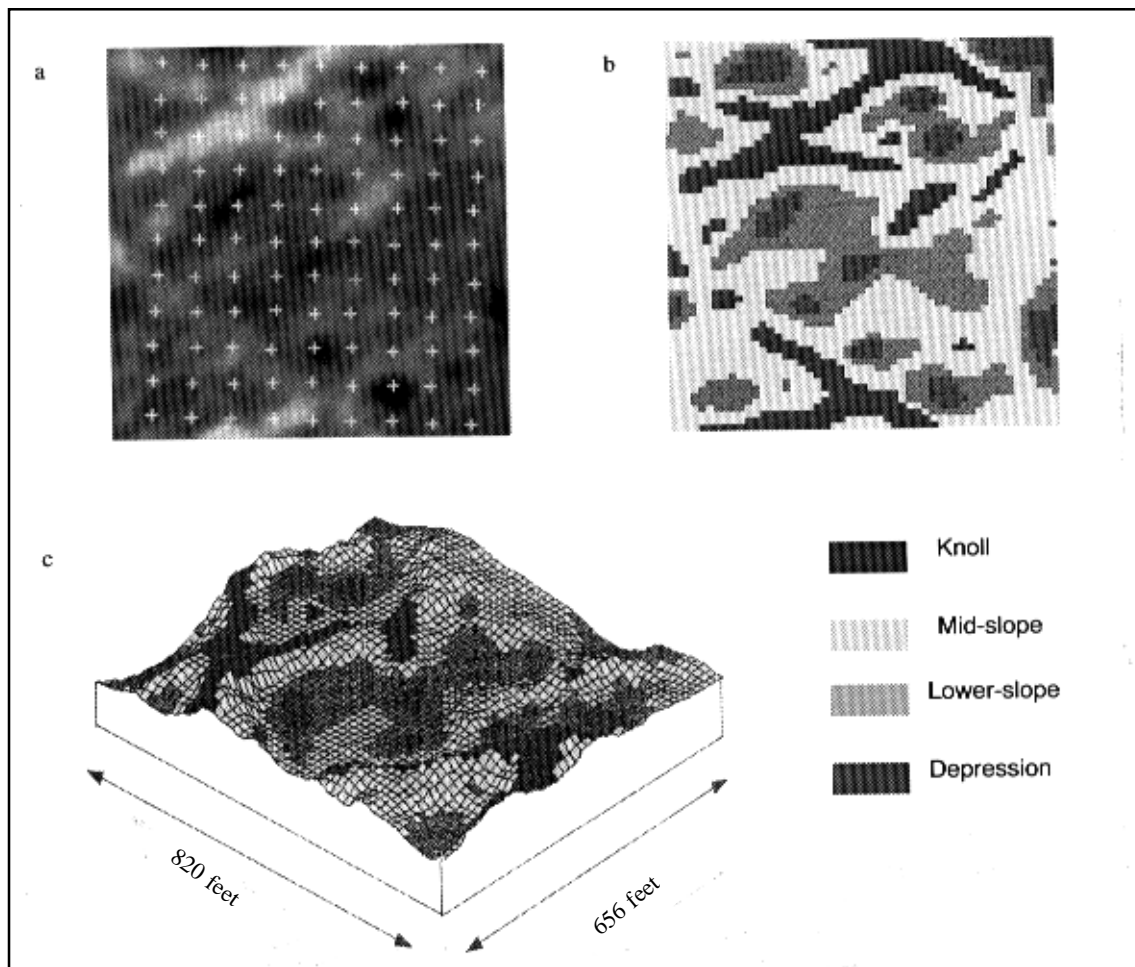 a
b
c
Knoll
Mid-slope
Lower-slope
Depression
820 feet
656 feet